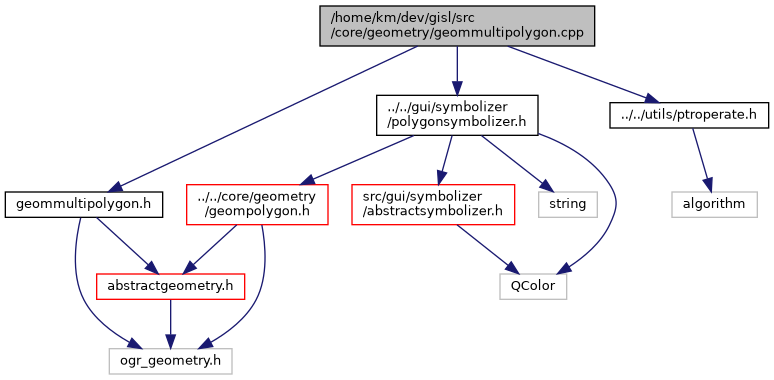 /home/km/dev/gisl/src
/core/geometry/geommultipolygon.cpp
../../gui/symbolizer
/polygonsymbolizer.h
../../utils/ptroperate.h
geommultipolygon.h
../../core/geometry
/geompolygon.h
src/gui/symbolizer
/abstractsymbolizer.h
string
algorithm
abstractgeometry.h
QColor
ogr_geometry.h